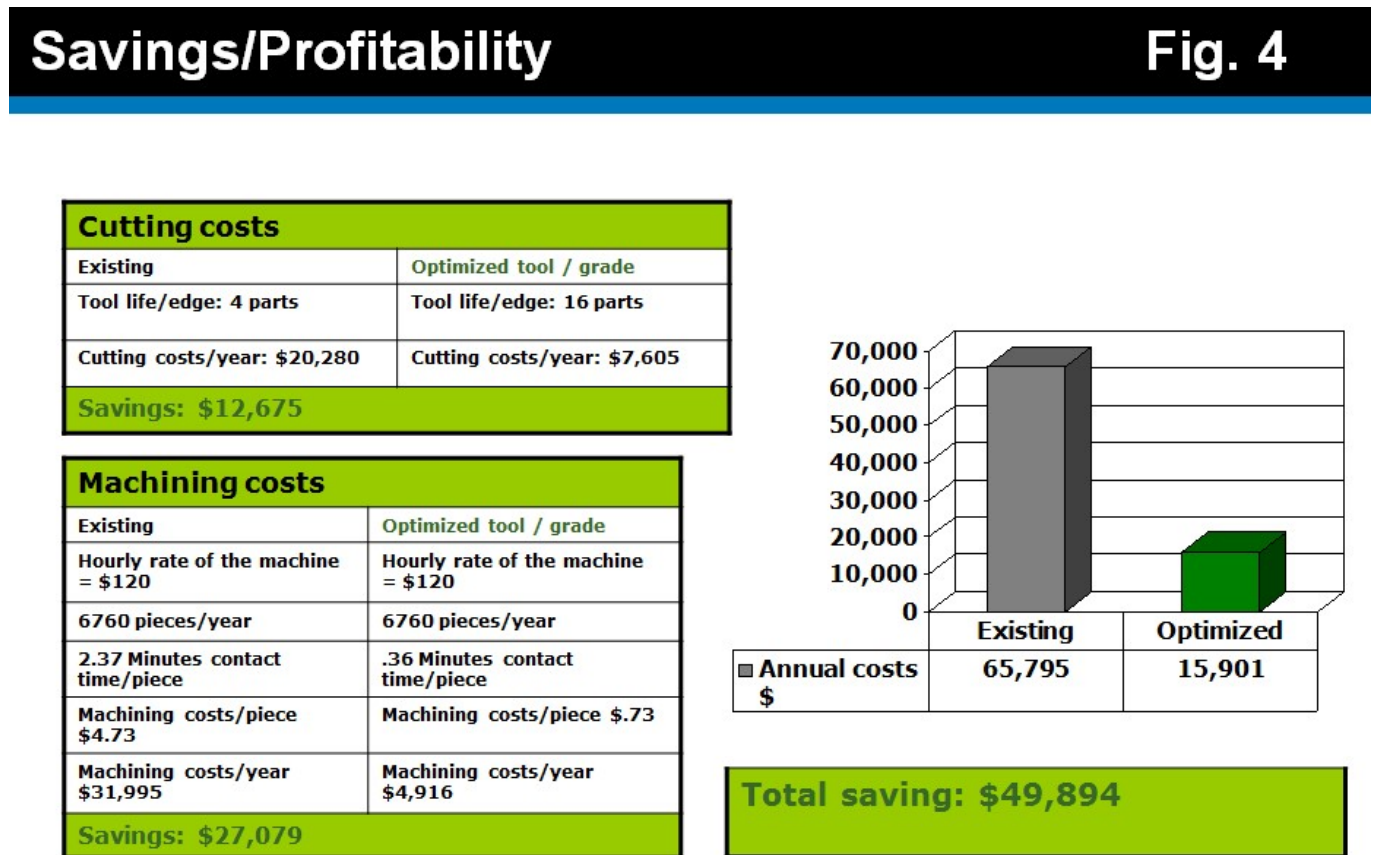 Savings/Profitability Fig. 4
Cutting costs
Existing Optimized tool / grade
Tool life/edge: 4 parts Tool life/edge: 16 parts
Cutting costs/year: $20,280 Cutting costs/year: $7,605
Savings: $12,675
Machining costs
Existing Optimized tool / grade
Hourly rate of the machine Hourly rate of the machine
= $120 = $120
6760 pieces/year 6760 pieces/year
2.37 Minutes contact .36 Minutes contact
time/piece time/piece
Machining costs/piece Machining costs/piece $.73
$4.73
Machining costs/year Machining costs/year
$31,995 $4,916
Savings: $27,079
70,000
60,000
50,000
40,000
30,000
20,000
10,000
0
Existing Optimized
Annual costs 65,795 15,901
$
Total saving: $49,894